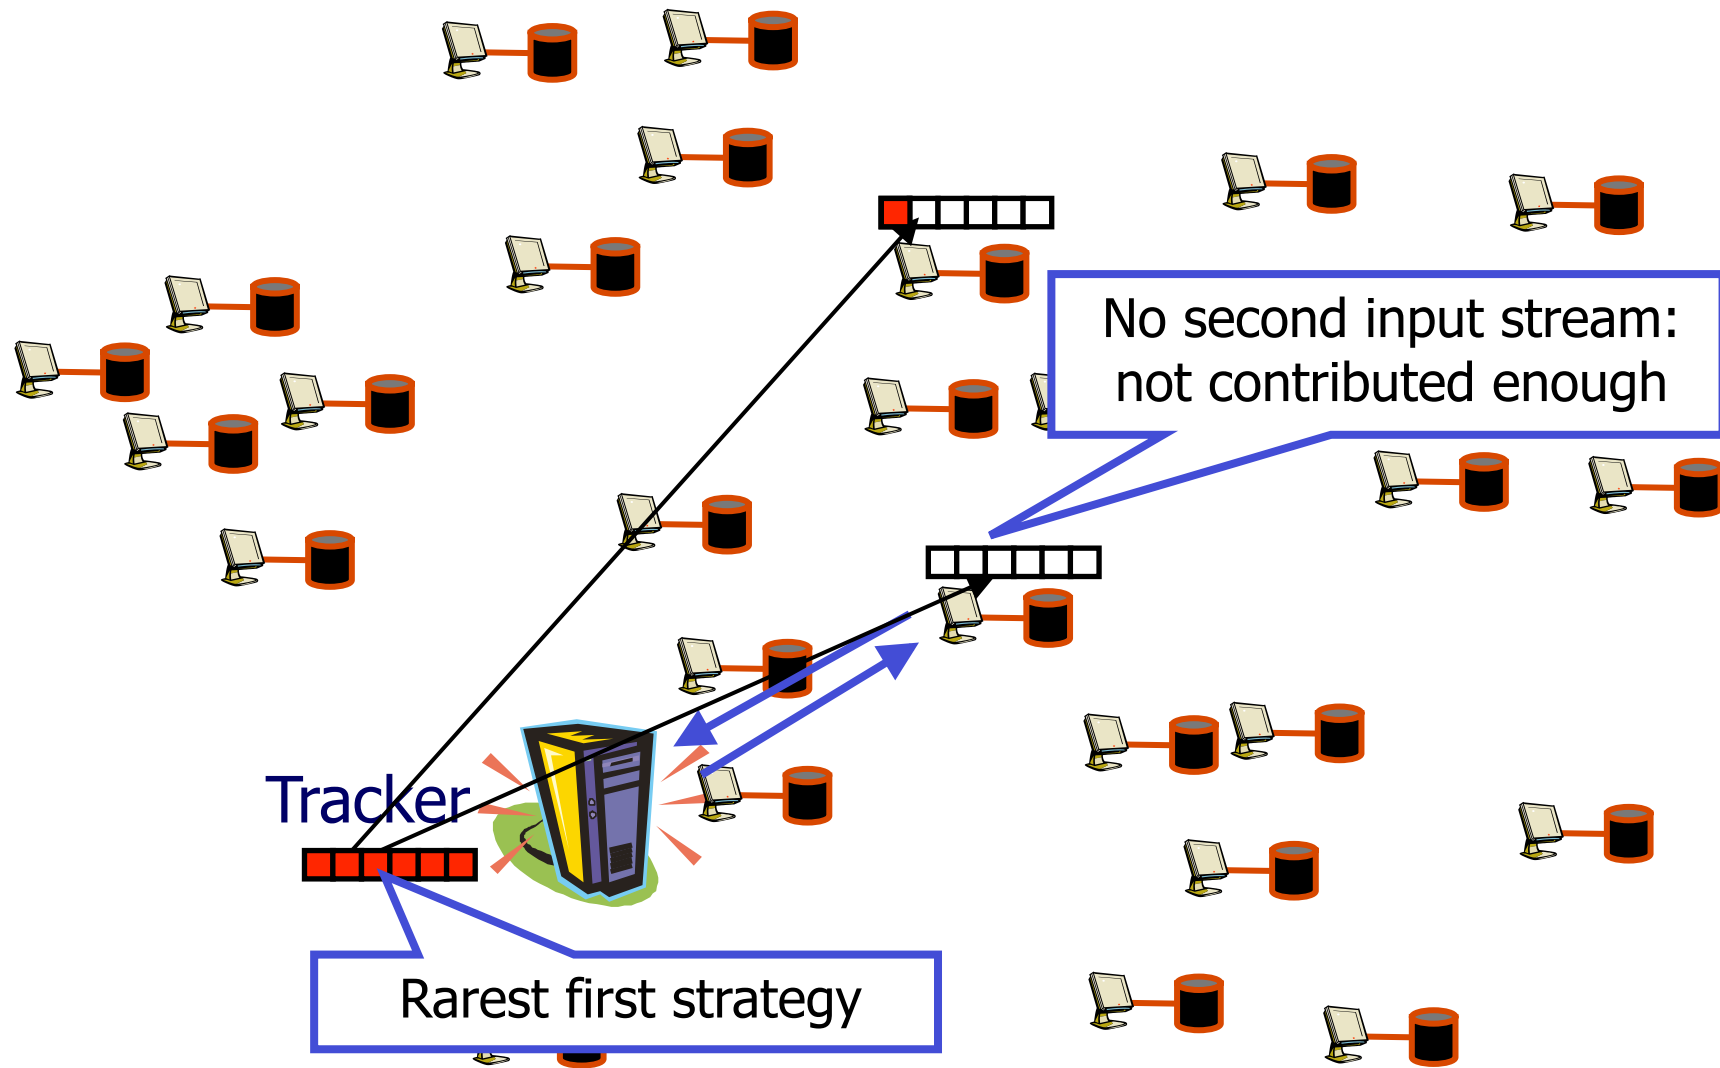 No second input stream:
not contributed enough
Tracker
Rarest first strategy